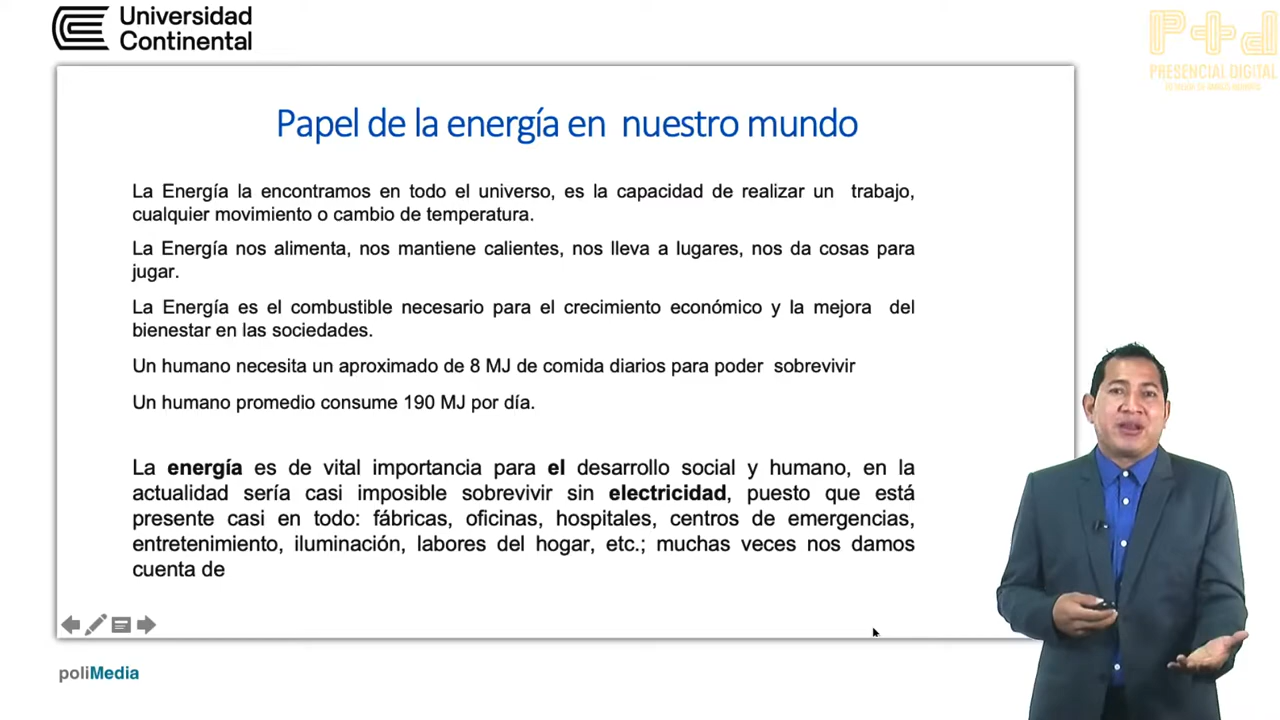 Universidad
Continental
P+d
PRESENCIAL DIGITAL
Papel de la energía en nuestro mundo
La Energía la encontramos en todo el universo, es la capacidad de realizar un trabajo,
cualquier movimiento o cambio de temperatura.
La Energía nos alimenta, nos mantiene calientes, nos lleva a lugares, nos da cosas para
jugar.
La Energía es el combustible necesario para el crecimiento económico y la mejora del
bienestar en las sociedades.
Un humano necesita un aproximado de 8 MJ de comida diarios para poder sobrevivir
Un humano promedio consume 190 MJ por día.
La energía es de vital importancia para el desarrollo social y humano, en la
actualidad sería casi imposible sobrevivir sin electricidad, puesto que está
presente casi en todo: fábricas, oficinas, hospitales, centros de emergencias,
entretenimiento, iluminación, labores del hogar, etc.; muchas veces nos damos
cuenta de
poliMedia